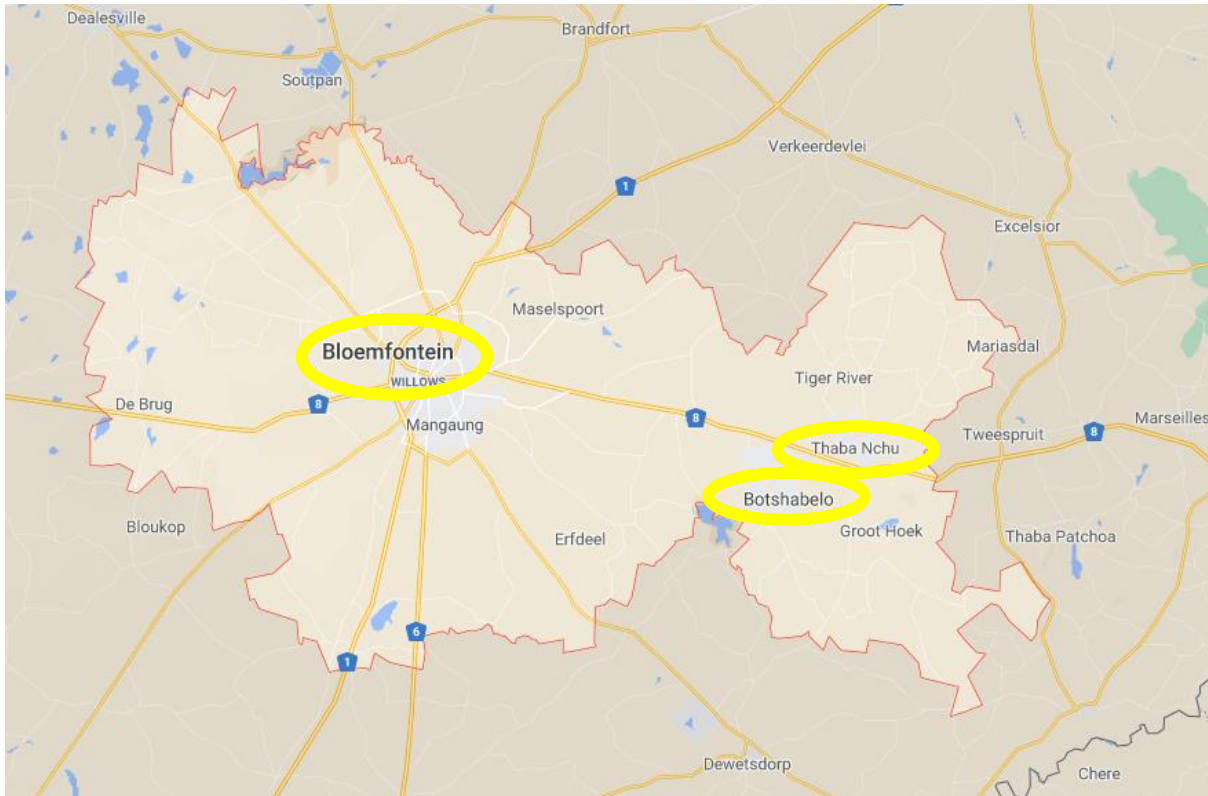 Dealesville
Brandfort
Soutpan
Verkeerdevlei
1
Excelsior
Maselspoort
Mariasdal
Bloemfontein
WILLOWS
Tiger River
De Brug
8
8
Mangaung
Marseilles
Tweespruit
8
Thaba Nchu
Botshabelo
Bloukop
Erfdeel
Groot Hoek
Thaba Patchoa
6
1
Dewetsdorp
Chere